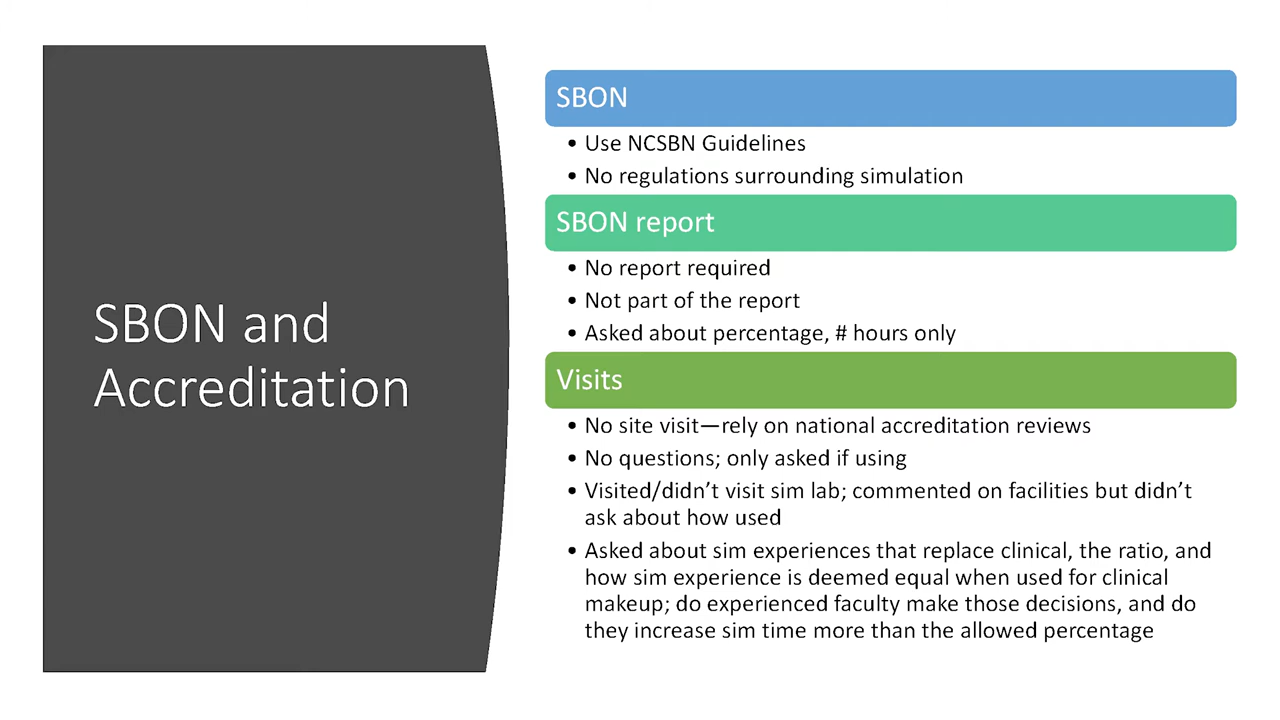 SBON and
Accreditation
SBON
• Use NCSBN Guidelines
• No regulations surrounding simulation
SBON report
• No report required
• Not part of the report
• Asked about percentage, # hours only
Visits
• No site visit—rely on national accreditation reviews
• No questions; only asked if using
• Visited/didn’t visit sim lab; commented on facilities but didn’t
ask about how used
• Asked about sim experiences that replace clinical, the ratio, and
how sim experience is deemed equal when used for clinical
makeup; do experienced faculty make those decisions, and do
they increase sim time more than the allowed percentage